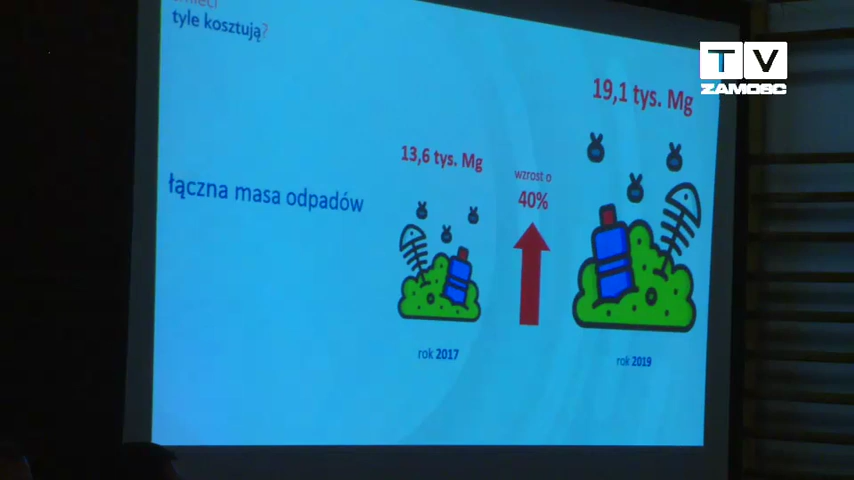 śmieci
tyle kosztują?
TV
ZAMOŚĆ
19,1 tys. Mg
13,6 tys. Mg
wzrost o
40%
łączna masa odpadów
rok 2017
rok 2019